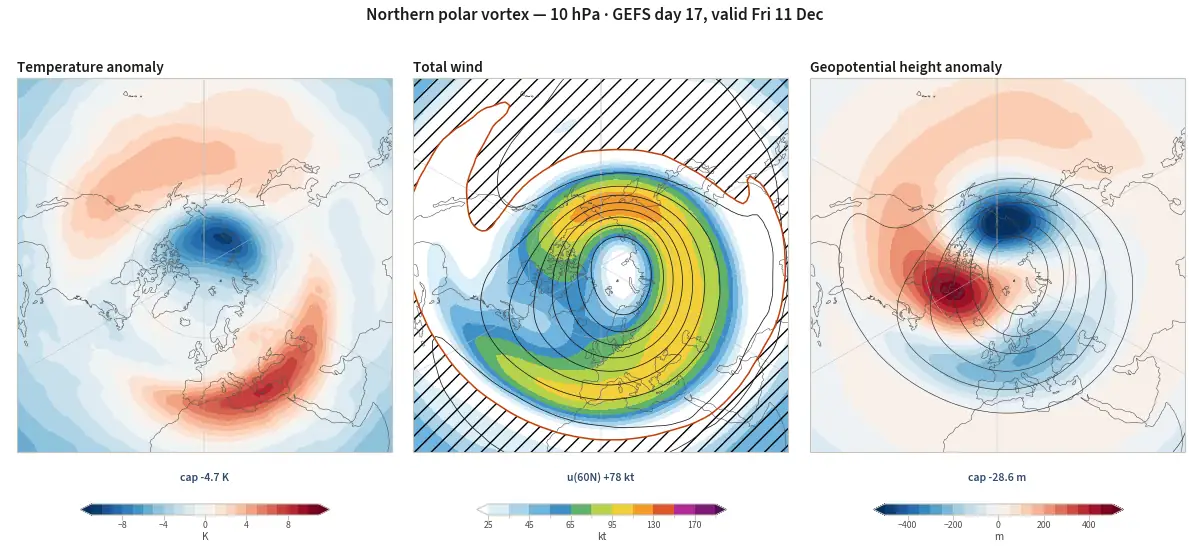 Northern polar vortex — 10 hPa · GEFS day 17, valid Fri 11 Dec
Temperature anomaly
Total wind
Geopotential height anomaly
cap -4.7 K
u(60N) +78 kt
cap -28.6 m
−8 −4 0 4 8
K
25 45 65 95 130 170
kt
−400 −200 0 200 400
m